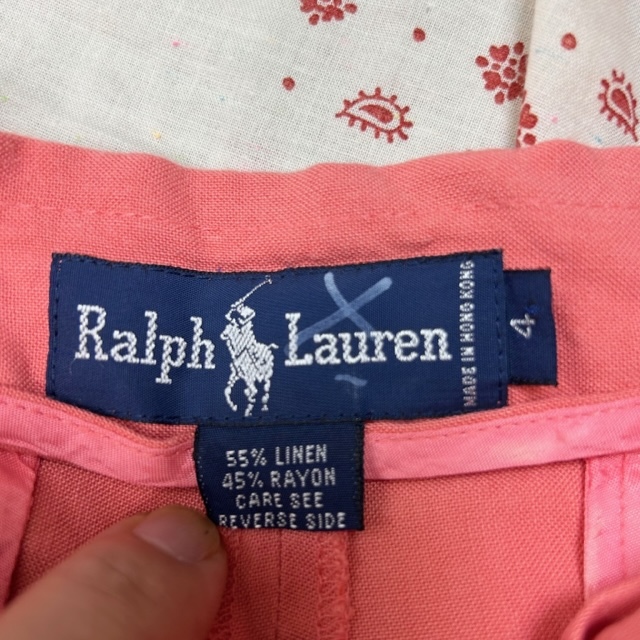 Ralph Lauren
MADE IN HONG KONG
4
55% LINEN
45% RAYON
CARE SEE
REVERSE SIDE